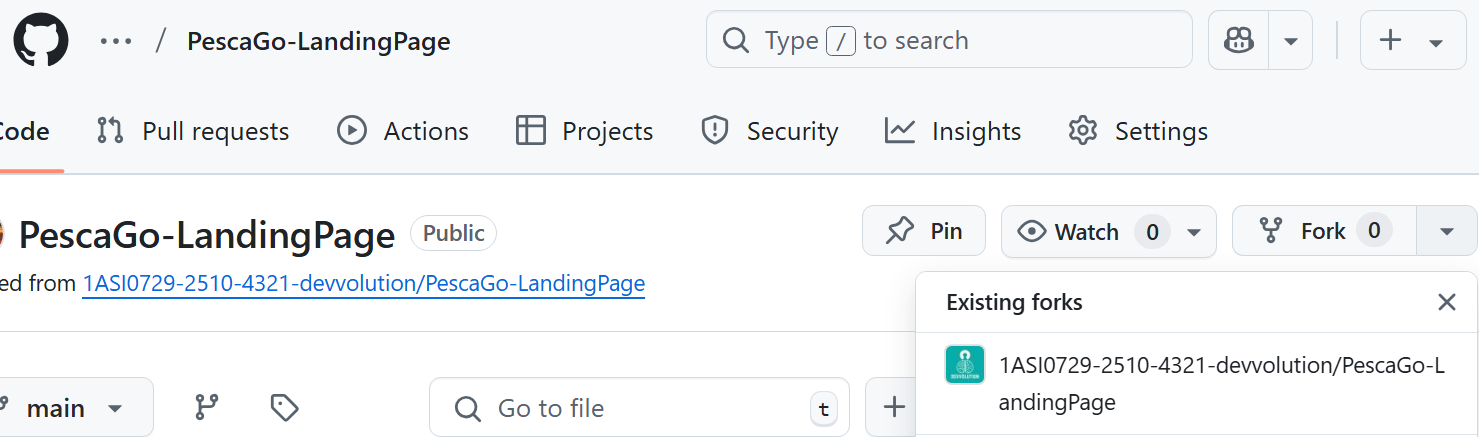 ••• / PescaGo-LandingPage Type / to search
Code Pull requests Actions Projects Security Insights Settings
PescaGo-LandingPage Public Pin Watch 0 Fork 0
ed from 1ASI0729-2510-4321-devvolution/PescaGo-LandingPage
Existing forks
1ASI0729-2510-4321-devvolution/PescaGo-L
andingPage
DEVVOLUTION
main Go to file t